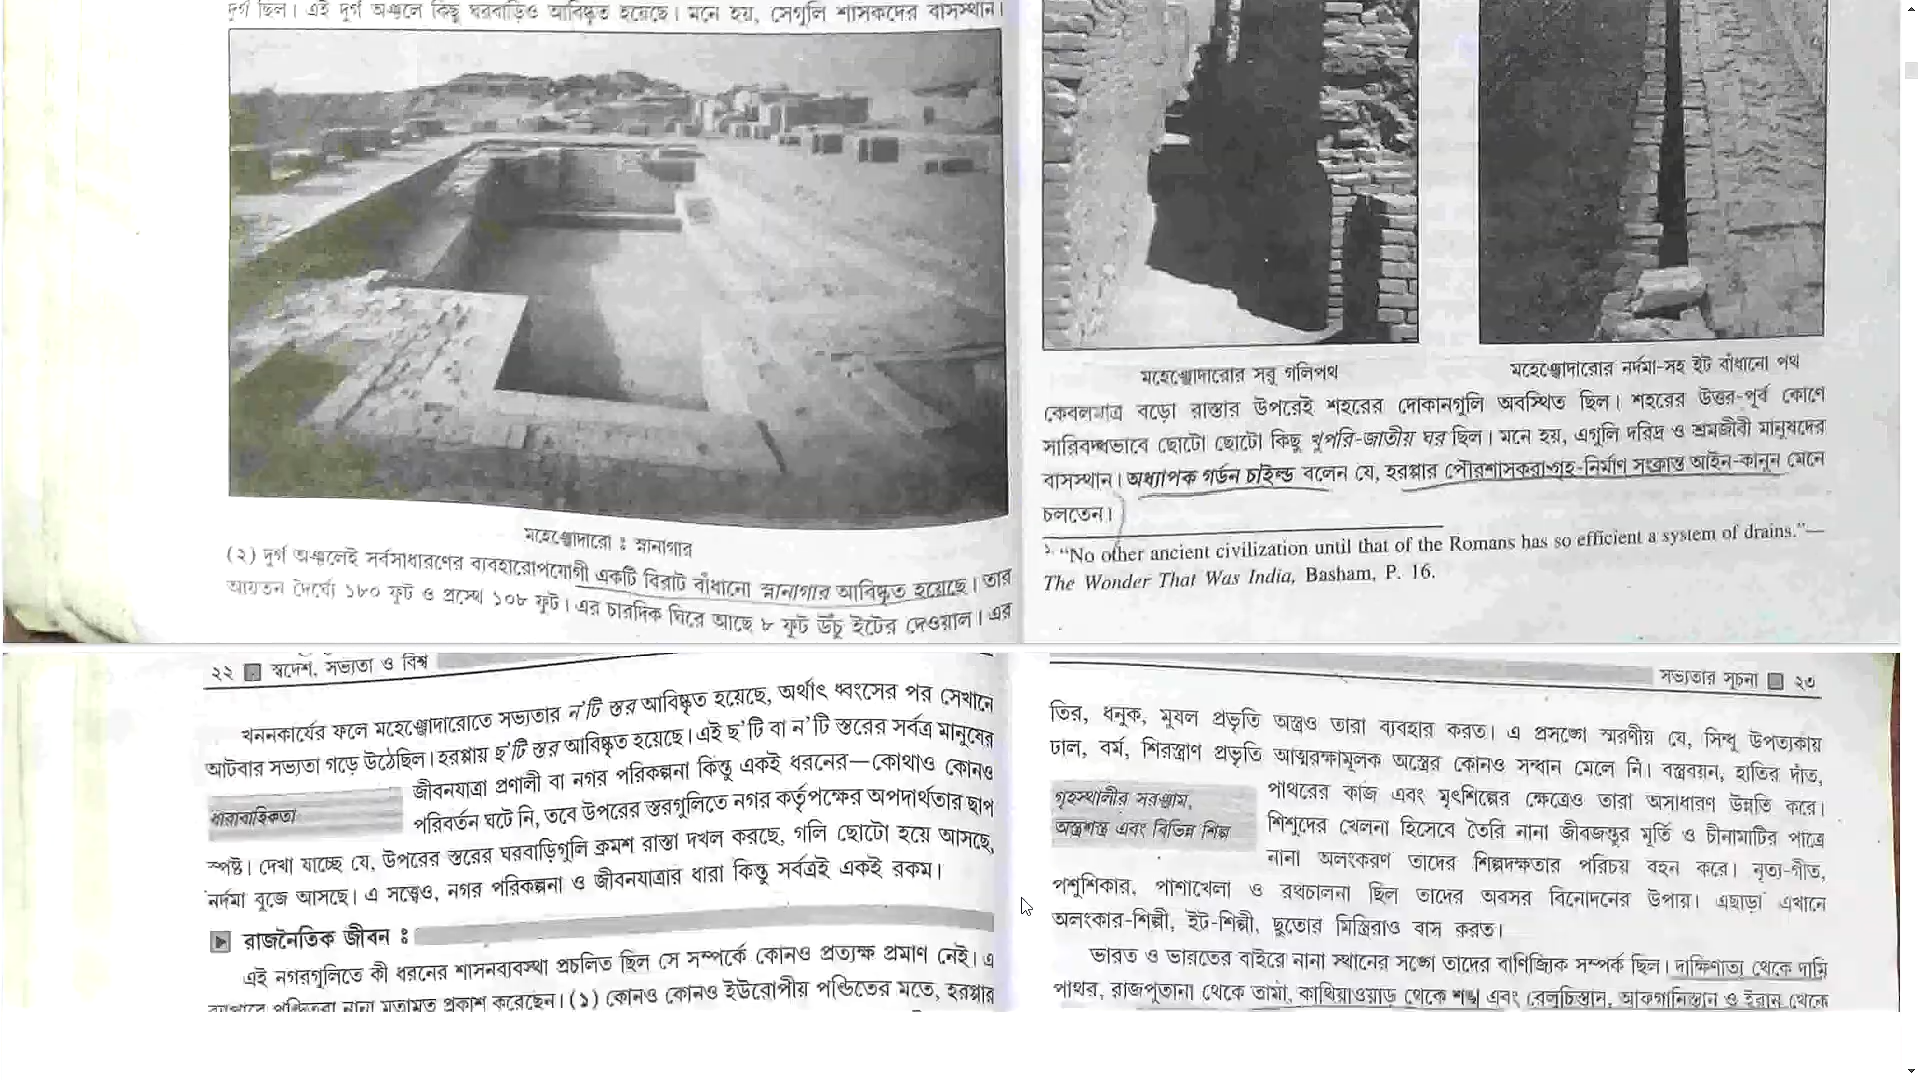 দুর্গ ছিল। এই দুর্গ অঞ্চলে কিছু ঘরবাড়িও আবিষ্কৃত হয়েছে। মনে হয়, সেগুলি শাসকদের বাসস্থান।
মহেঞ্জোদারো : স্নানাগার
(২) দুর্গ অঞ্চলেই সর্বসাধারণের ব্যবহারোপযোগী একটি বিরাট বাঁধানো স্নানাগার আবিষ্কৃত হয়েছে। তার
আয়তন দৈর্ঘ্যে ১৮০ ফুট ও প্রস্থে ১০৮ ফুট। এর চারদিক ঘিরে আছে ৮ ফুট উঁচু ইটের দেওয়াল। এর
মহেঞ্জোদারোর সরু গলিপথ
মহেঞ্জোদারোর নর্দমা-সহ ইট বাঁধানো পথ
কেবলমাত্র বড়ো রাস্তার উপরেই শহরের দোকানগুলি অবস্থিত ছিল। শহরের উত্তর-পূর্ব কোণে
সারিবদ্ধভাবে ছোটো ছোটো কিছু খুপরি-জাতীয় ঘর ছিল। মনে হয়, এগুলি দরিদ্র ও শ্রমজীবী মানুষদের
বাসস্থান। অধ্যাপক গর্ডন চাইল্ড বলেন যে, হরপ্পার পৌরশাসকরা গৃহ-নির্মাণ সংক্রান্ত আইন-কানুন মেনে
চলতেন।
১. “No other ancient civilization until that of the Romans has so efficient a system of drains.”—
The Wonder That Was India, Basham, P. 16.
২২ স্বদেশ, সভ্যতা ও বিশ্ব
খননকার্যের ফলে মহেঞ্জোদারোতে সভ্যতার ন'টি স্তর আবিষ্কৃত হয়েছে, অর্থাৎ ধ্বংসের পর সেখানে
আটবার সভ্যতা গড়ে উঠেছিল। হরপ্পায় ছ'টি স্তর আবিষ্কৃত হয়েছে। এই ছ'টি বা ন'টি স্তরের সর্বত্র মানুষের
জীবনযাত্রা প্রণালী বা নগর পরিকল্পনা কিন্তু একই ধরনের—কোথাও কোনও
ধারাবাহিকতা
পরিবর্তন ঘটে নি, তবে উপরের স্তরগুলিতে নগর কর্তৃপক্ষের অপদার্থতার ছাপ
স্পষ্ট। দেখা যাচ্ছে যে, উপরের স্তরের ঘরবাড়িগুলি ক্রমশ রাস্তা দখল করছে, গলি ছোটো হয়ে আসছে,
নর্দমা বুজে আসছে। এ সত্ত্বেও, নগর পরিকল্পনা ও জীবনযাত্রার ধারা কিন্তু সর্বত্রই একই রকম।
রাজনৈতিক জীবন :
এই নগরগুলিতে কী ধরনের শাসনব্যবস্থা প্রচলিত ছিল সে সম্পর্কে কোনও প্রত্যক্ষ প্রমাণ নেই। এ
ব্যাপারে পণ্ডিতরা নানা মতামত প্রকাশ করেছেন। (১) কোনও কোনও ইউরোপীয় পণ্ডিতের মতে, হরপ্পার
সভ্যতার সূচনা ২৩
তির, ধনুক, মুষল প্রভৃতি অস্ত্রও তারা ব্যবহার করত। এ প্রসঙ্গে স্মরণীয় যে, সিন্ধু উপত্যকায়
ঢাল, বর্ম, শিরস্ত্রাণ প্রভৃতি আত্মরক্ষামূলক অস্ত্রের কোনও সন্ধান মেলে নি। বস্ত্রবয়ন, হাতির দাঁত,
গৃহস্থালীর সরঞ্জাম,
অস্ত্রশস্ত্র এবং বিভিন্ন শিল্প
পাথরের কাজ এবং মৃৎশিল্পের ক্ষেত্রেও তারা অসাধারণ উন্নতি করে।
শিশুদের খেলনা হিসেবে তৈরি নানা জীবজন্তুর মূর্তি ও চীনামাটির পাত্রে
নানা অলংকরণ তাদের শিল্পদক্ষতার পরিচয় বহন করে। নৃত্য-গীত,
পশুশিকার, পাশাখেলা ও রথচালনা ছিল তাদের অবসর বিনোদনের উপায়। এছাড়া এখানে
অলংকার-শিল্পী, ইট-শিল্পী, ছুতোর মিস্ত্রিরাও বাস করত।
ভারত ও ভারতের বাইরে নানা স্থানের সঙ্গে তাদের বাণিজ্যিক সম্পর্ক ছিল। দাক্ষিণাত্য থেকে দামি
পাথর, রাজপুতানা থেকে তামা, কাথিয়াওয়াড় থেকে শঙ্খ এবং বেলুচিস্তান, আফগানিস্তান ও ইরান থেকে